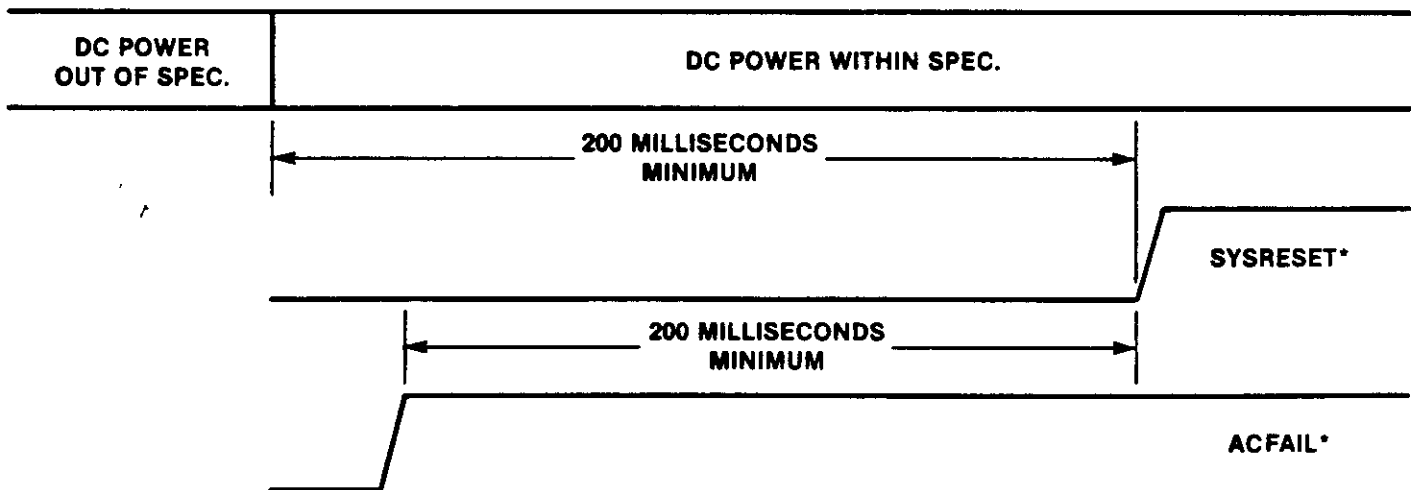 DC POWER
OUT OF SPEC.
DC POWER WITHIN SPEC.
200 MILLISECONDS
MINIMUM
SYSRESET*
200 MILLISECONDS
MINIMUM
ACFAIL*